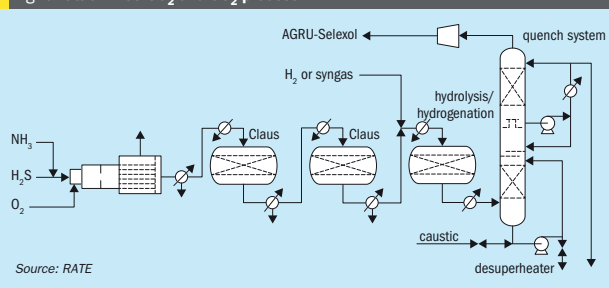 AGRU-Selexol
quench system
H₂ or syngas
hydrolysis/
hydrogenation
NH₃
H₂S
O₂
Claus
Claus
caustic
desuperheater
Source: RATE